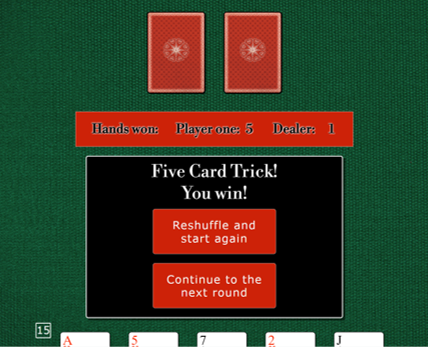 Hands won: Player one: 5 Dealer: 1
Five Card Trick!
You win!
Reshuffle and
start again
Continue to the
next round
15
A 5 7 2 J